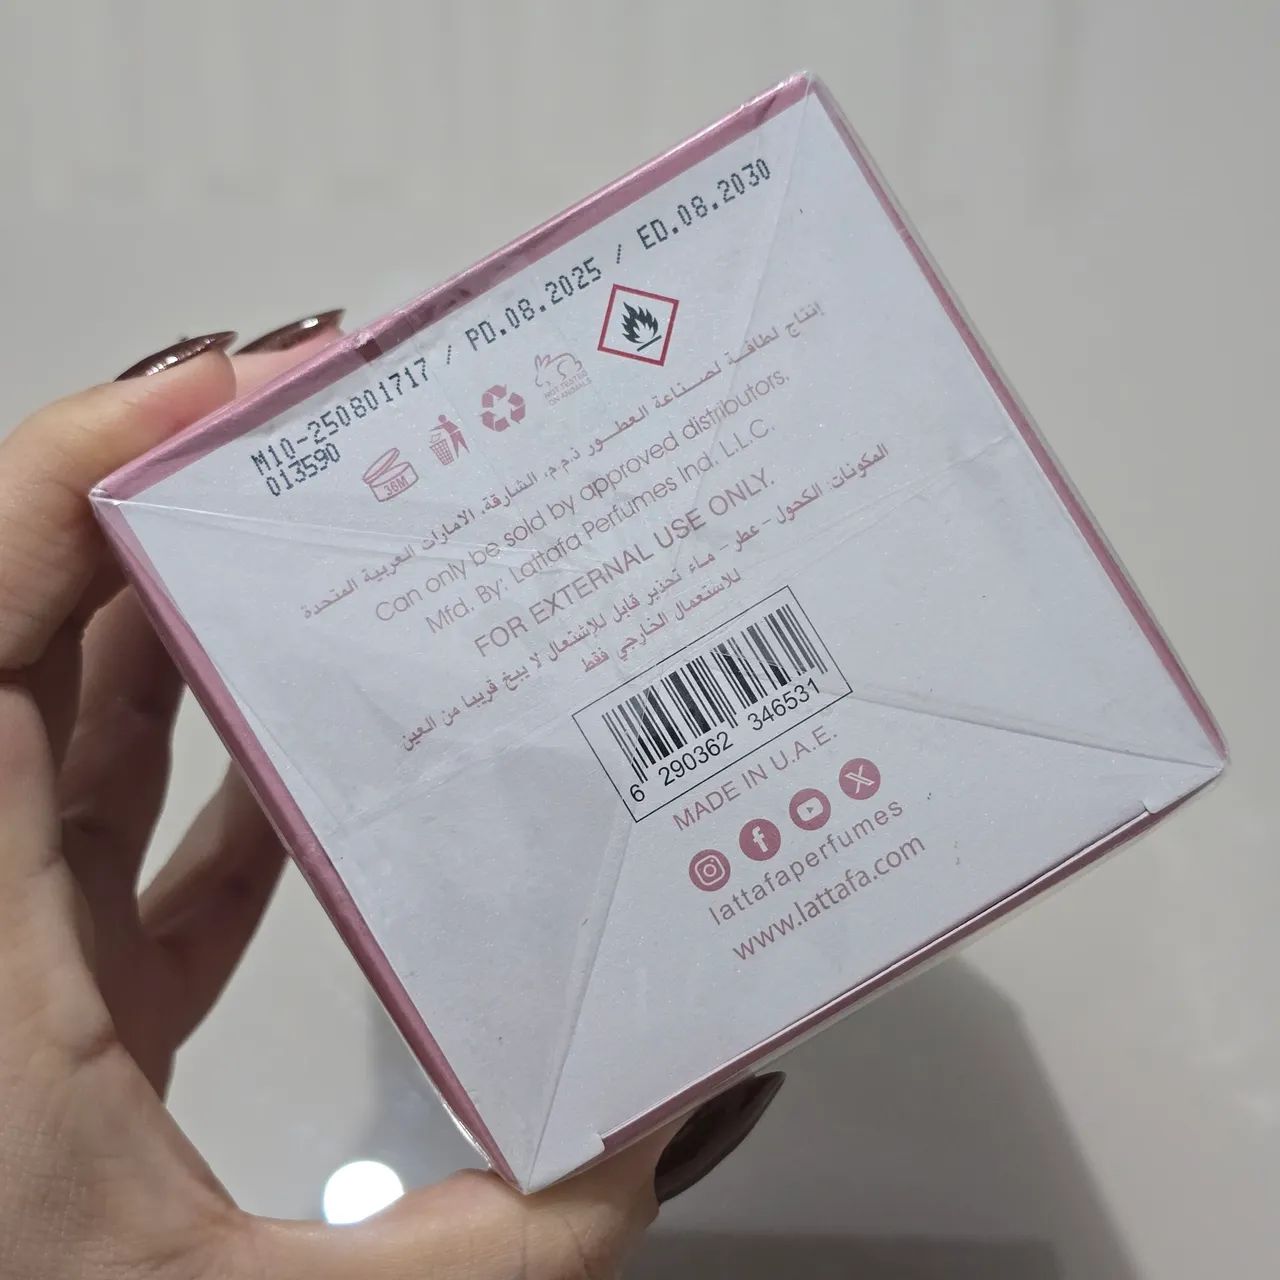 M10-250801717 / PD.08.2025 / ED.08.2030
013590
36M
NOT TESTED
ON ANIMALS
إنتاج لطافة لصناعة العطور ذ.م.م. الشارقة، الامارات العربية المتحدة
Can only be sold by approved distributors.
Mfd. By: Lattafa Perfumes Ind. L.L.C.
FOR EXTERNAL USE ONLY.
المكونات: الكحول - عطر - ماء تحذير قابل للإشتعال لا يبخ قريبا من العين
للاستعمال الخارجي فقط
6 290362 346531
MADE IN U.A.E.
lattafaperfumes
www.lattafa.com